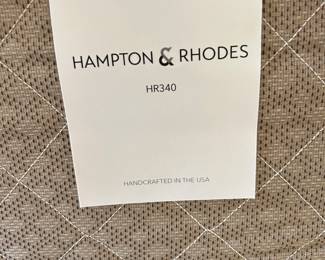 HAMPTON & RHODES
HR340
HANDCRAFTED IN THE USA